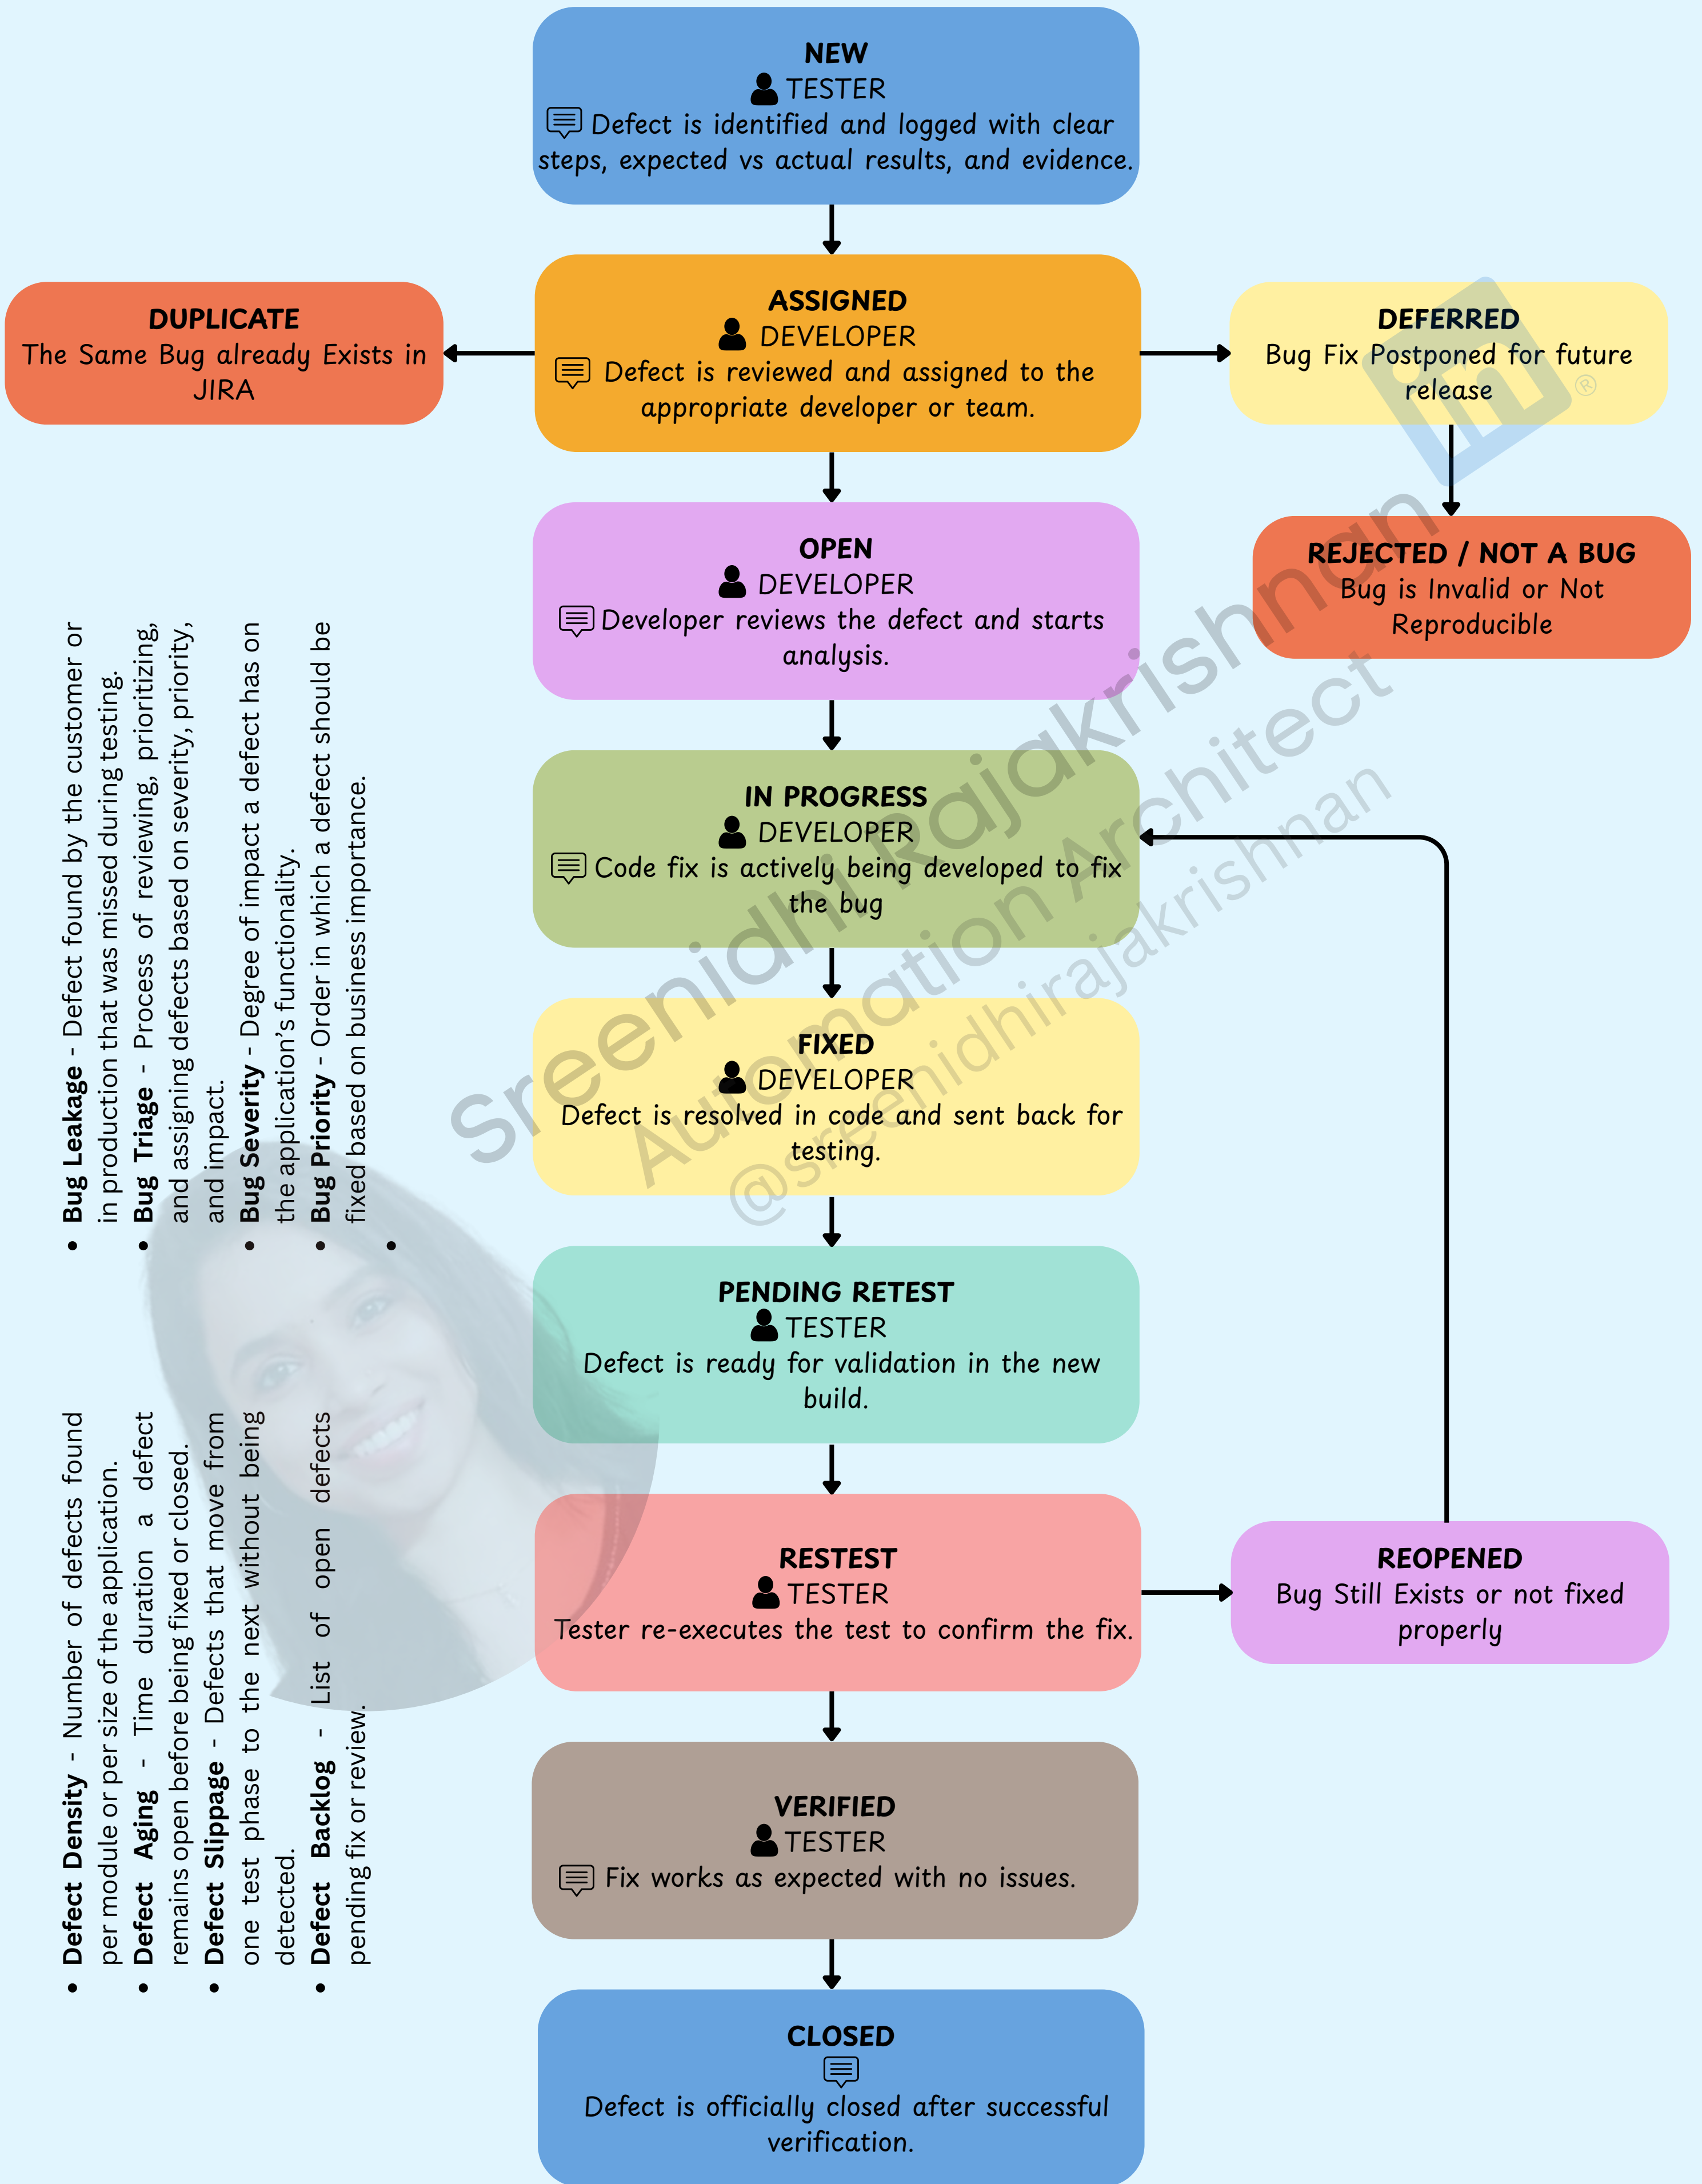 NEW
TESTER
Defect is identified and logged with clear
steps, expected vs actual results, and evidence.
DUPLICATE
The Same Bug already Exists in
JIRA
ASSIGNED
DEVELOPER
Defect is reviewed and assigned to the
appropriate developer or team.
DEFERRED
Bug Fix Postponed for future
release
in ®
OPEN
DEVELOPER
Developer reviews the defect and starts
analysis.
REJECTED / NOT A BUG
Bug is Invalid or Not
Reproducible
IN PROGRESS
DEVELOPER
Code fix is actively being developed to fix
the bug
FIXED
DEVELOPER
Defect is resolved in code and sent back for
testing.
PENDING RETEST
TESTER
Defect is ready for validation in the new
build.
RESTEST
TESTER
Tester re-executes the test to confirm the fix.
REOPENED
Bug Still Exists or not fixed
properly
VERIFIED
TESTER
Fix works as expected with no issues.
CLOSED
Defect is officially closed after successful
verification.
• Bug Leakage - Defect found by the customer or
in production that was missed during testing.
• Bug Triage - Process of reviewing, prioritizing,
and assigning defects based on severity, priority,
and impact.
• Bug Severity - Degree of impact a defect has on
the application's functionality.
• Bug Priority - Order in which a defect should be
fixed based on business importance.
•
• Defect Density - Number of defects found
per module or per size of the application.
• Defect Aging - Time duration a defect
remains open before being fixed or closed.
• Defect Slippage - Defects that move from
one test phase to the next without being
detected.
• Defect Backlog - List of open defects
pending fix or review.
Sreenidhi Rajakrishnan
Automation Architect
@sreenidhirajakrishnan